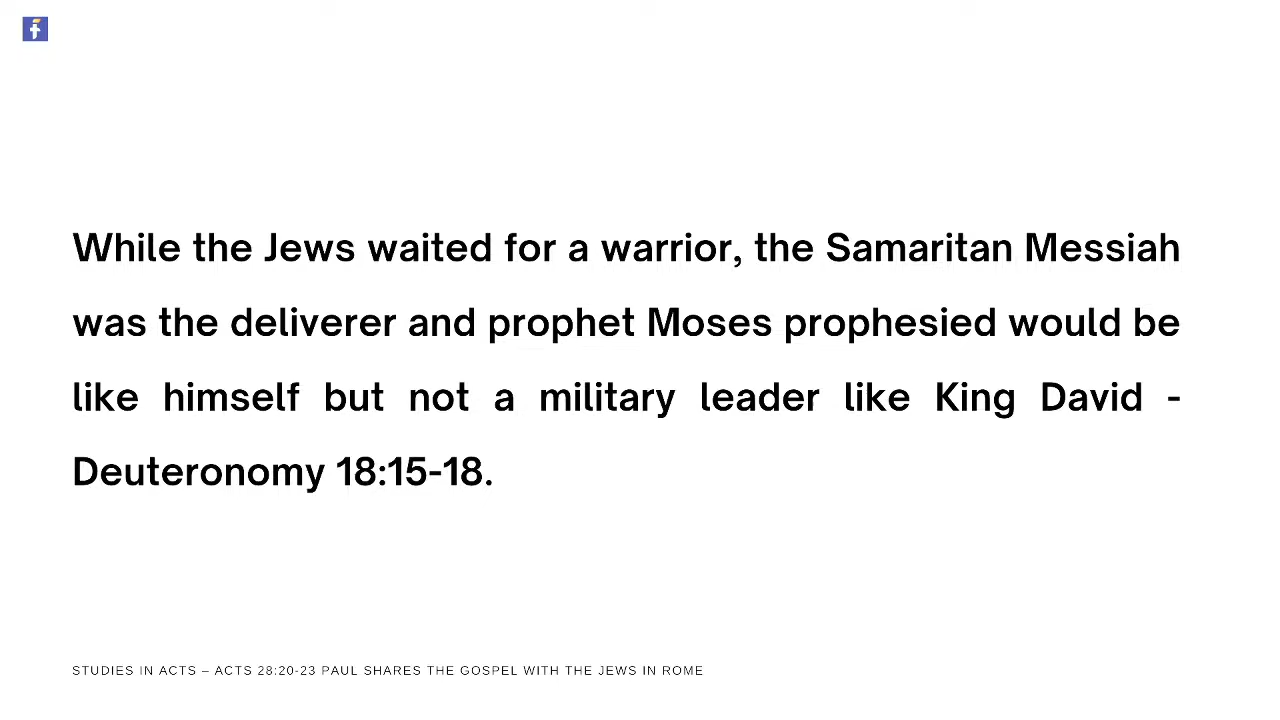 While the Jews waited for a warrior, the Samaritan Messiah
was the deliverer and prophet Moses prophesied would be
like himself but not a military leader like King David -
Deuteronomy 18:15-18.
STUDIES IN ACTS – ACTS 28:20-23 PAUL SHARES THE GOSPEL WITH THE JEWS IN ROME